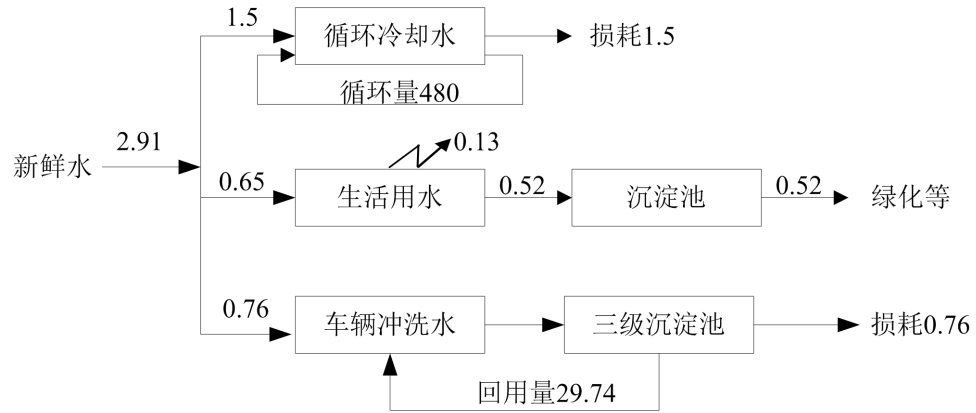 1.5
循环冷却水
损耗1.5
循环量480
新鲜水
2.91
0.13
0.65
生活用水
0.52
沉淀池
0.52
绿化等
0.76
车辆冲洗水
三级沉淀池
损耗0.76
回用量29.74